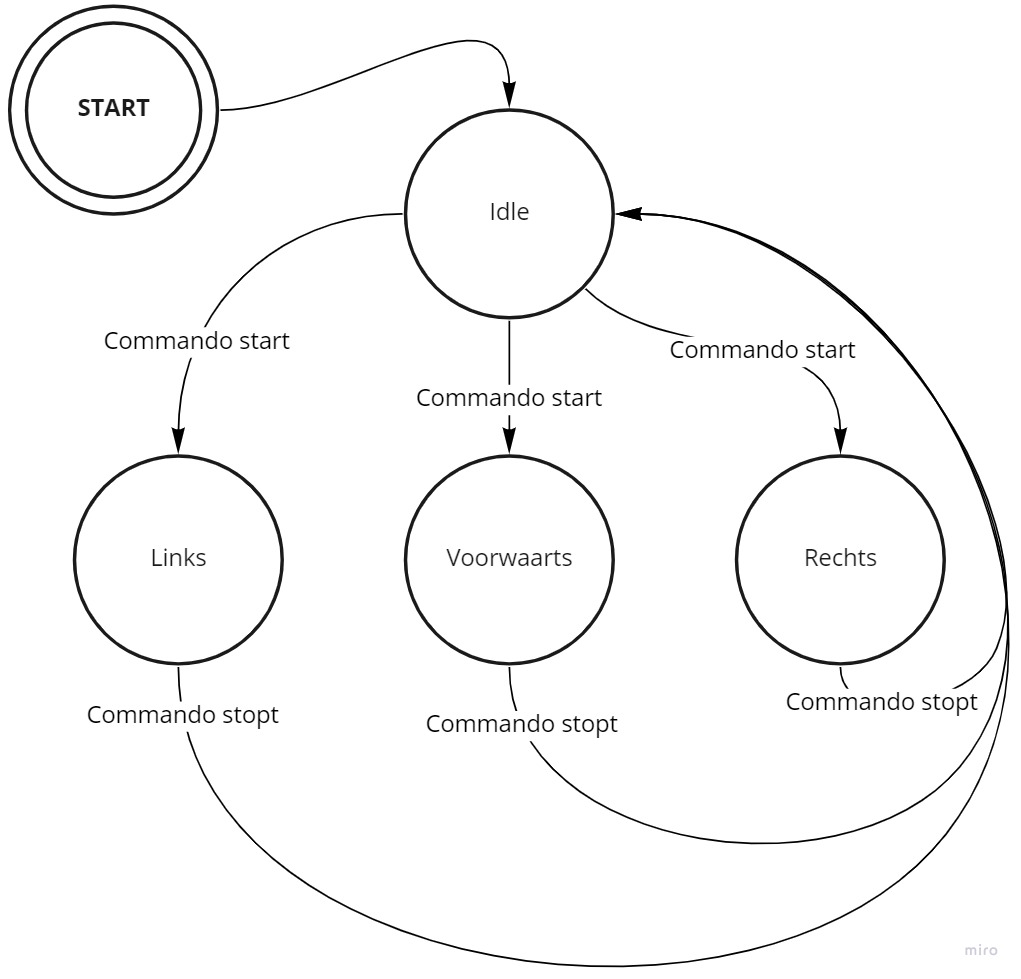 START
Idle
Commando start
Commando start
Commando start
Links
Voorwaarts
Rechts
Commando stopt
Commando stopt
Commando stopt
miro